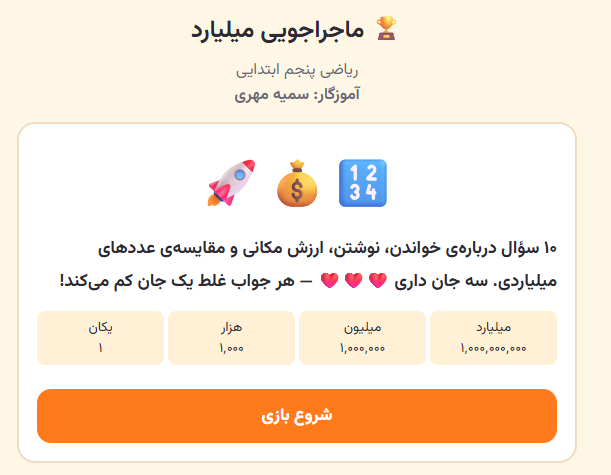 ماجراجویی میلیارد
ریاضی پنجم ابتدایی
آموزگار: سمیه مهری
۱۰ سؤال درباره‌ی خواندن، نوشتن، ارزش مکانی و مقایسه‌ی عددهای
میلیاردی. سه جان داری ❤️ ❤️ ❤️ — هر جواب غلط یک جان کم می‌کند!
میلیارد
۱,۰۰۰,۰۰۰,۰۰۰
میلیون
۱,۰۰۰,۰۰۰
هزار
۱,۰۰۰
یکان
۱
شروع بازی